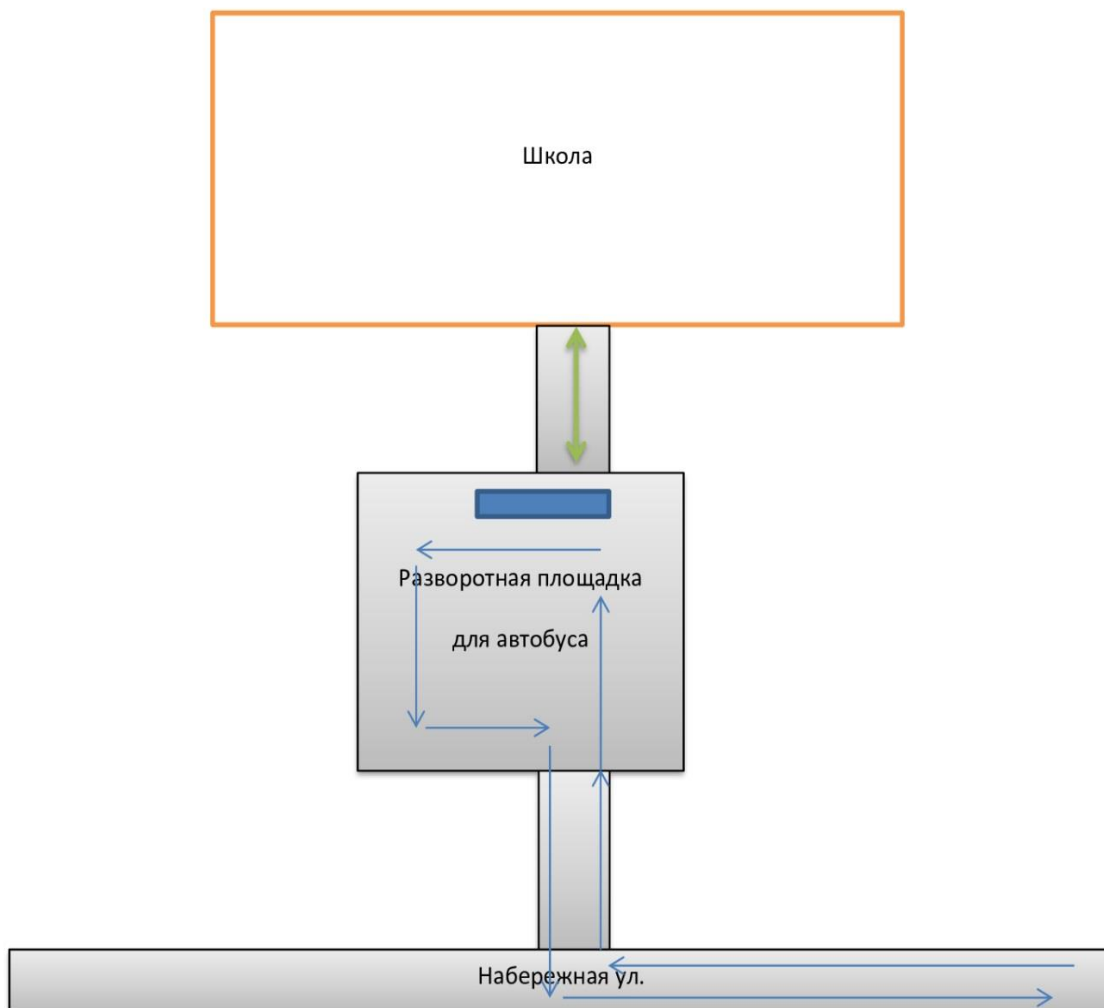 Школа
Разворотная площадка
для автобуса
Набережная ул.